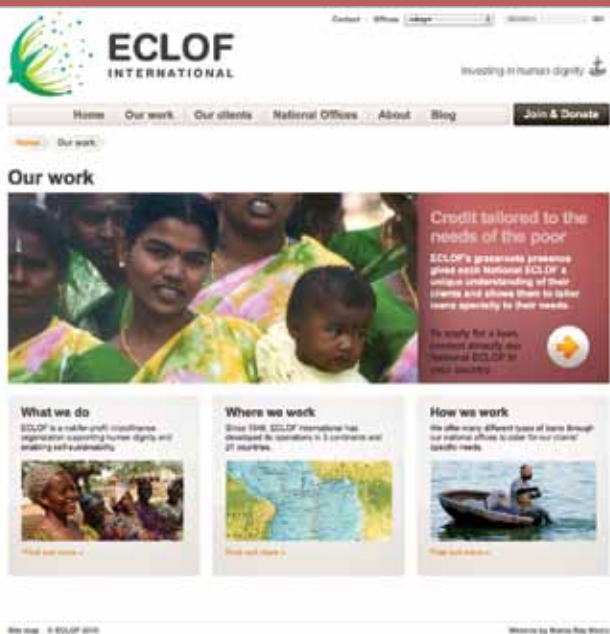 Contact Offices
ECLOF
INTERNATIONAL
Investing in human dignity
Home Our work Our clients National Offices About Blog Join & Donate
Home Our work
Our work
Credit tailored to the
needs of the poor
ECLOF's grassroots presence
gives each National ECLOF a
unique understanding of their
clients and allows them to tailor
loans specially to their needs.
To apply for a loan,
contact directly our
National ECLOF in
your country
What we do
ECLOF is a not-for-profit microfinance
organization supporting human dignity and
enabling self-sustainability.
Find out more »
Where we work
Since 1946, ECLOF International has
developed its operations in 3 continents and
21 countries.
Find out more »
How we work
We offer many different types of loans through
our national offices to cater for our clients'
specific needs.
Find out more »
Site map © ECLOF 2010
Website by